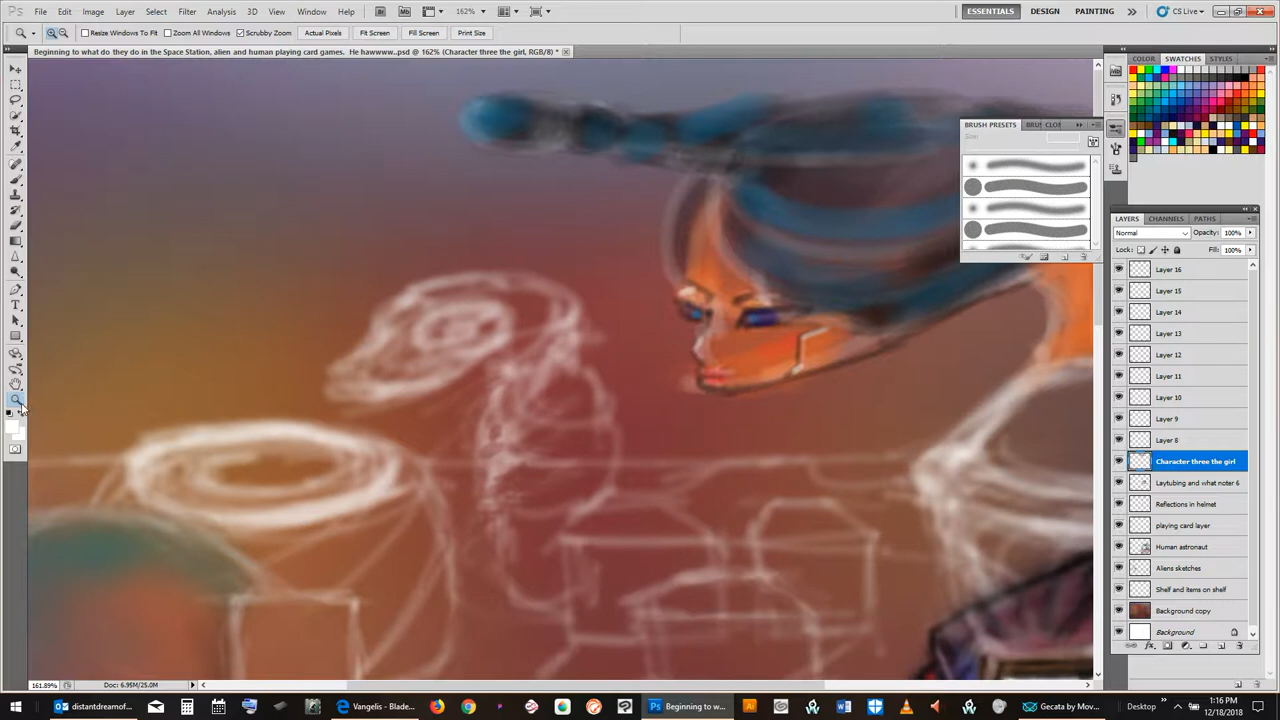 Ps File Edit Image Layer Select Filter Analysis 3D View Window Help Br Mb 162% ESSENTIALS DESIGN PAINTING CS Live
Resize Windows To Fit Zoom All Windows Scrubby Zoom Actual Pixels Fit Screen Fill Screen Print Size
Beginning to what do they do in the Space Station, alien and human playing card games. He hawwww..psd @ 162% (Character three the girl, RGB/8) *
COLOR SWATCHES STYLES
BRUSH PRESETS BRU CLO
Size:
LAYERS CHANNELS PATHS
Normal Opacity: 100%
Lock: Fill: 100%
Layer 16
Layer 15
Layer 14
Layer 13
Layer 12
Layer 11
Layer 10
Layer 9
Layer 8
Character three the girl
Laytubing and what noter 6
Reflections in helmet
playing card layer
Human astronaut
Aliens sketches
Shelf and items on shelf
Background copy
Background
161.89% Doc: 6.95M/25.0M
distantdreamof... Vangelis - Blade... Beginning to w... Gecata by Mov... Desktop 1:16 PM
12/18/2018